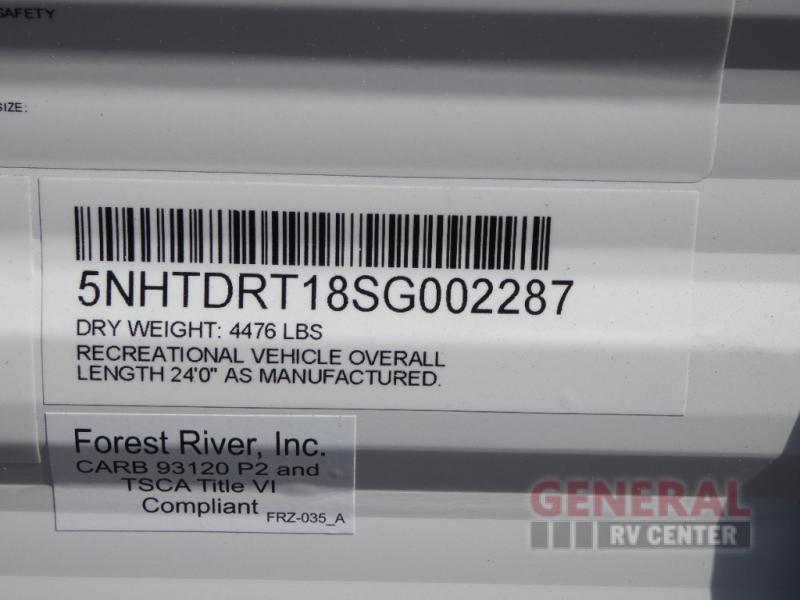 SAFETY
SIZE:
5NHTDRT18SG002287
DRY WEIGHT: 4476 LBS
RECREATIONAL VEHICLE OVERALL
LENGTH 24'0" AS MANUFACTURED.
Forest River, Inc.
CARB 93120 P2 and
TSCA Title VI
Compliant FRZ-035_A
GENERAL
RV CENTER